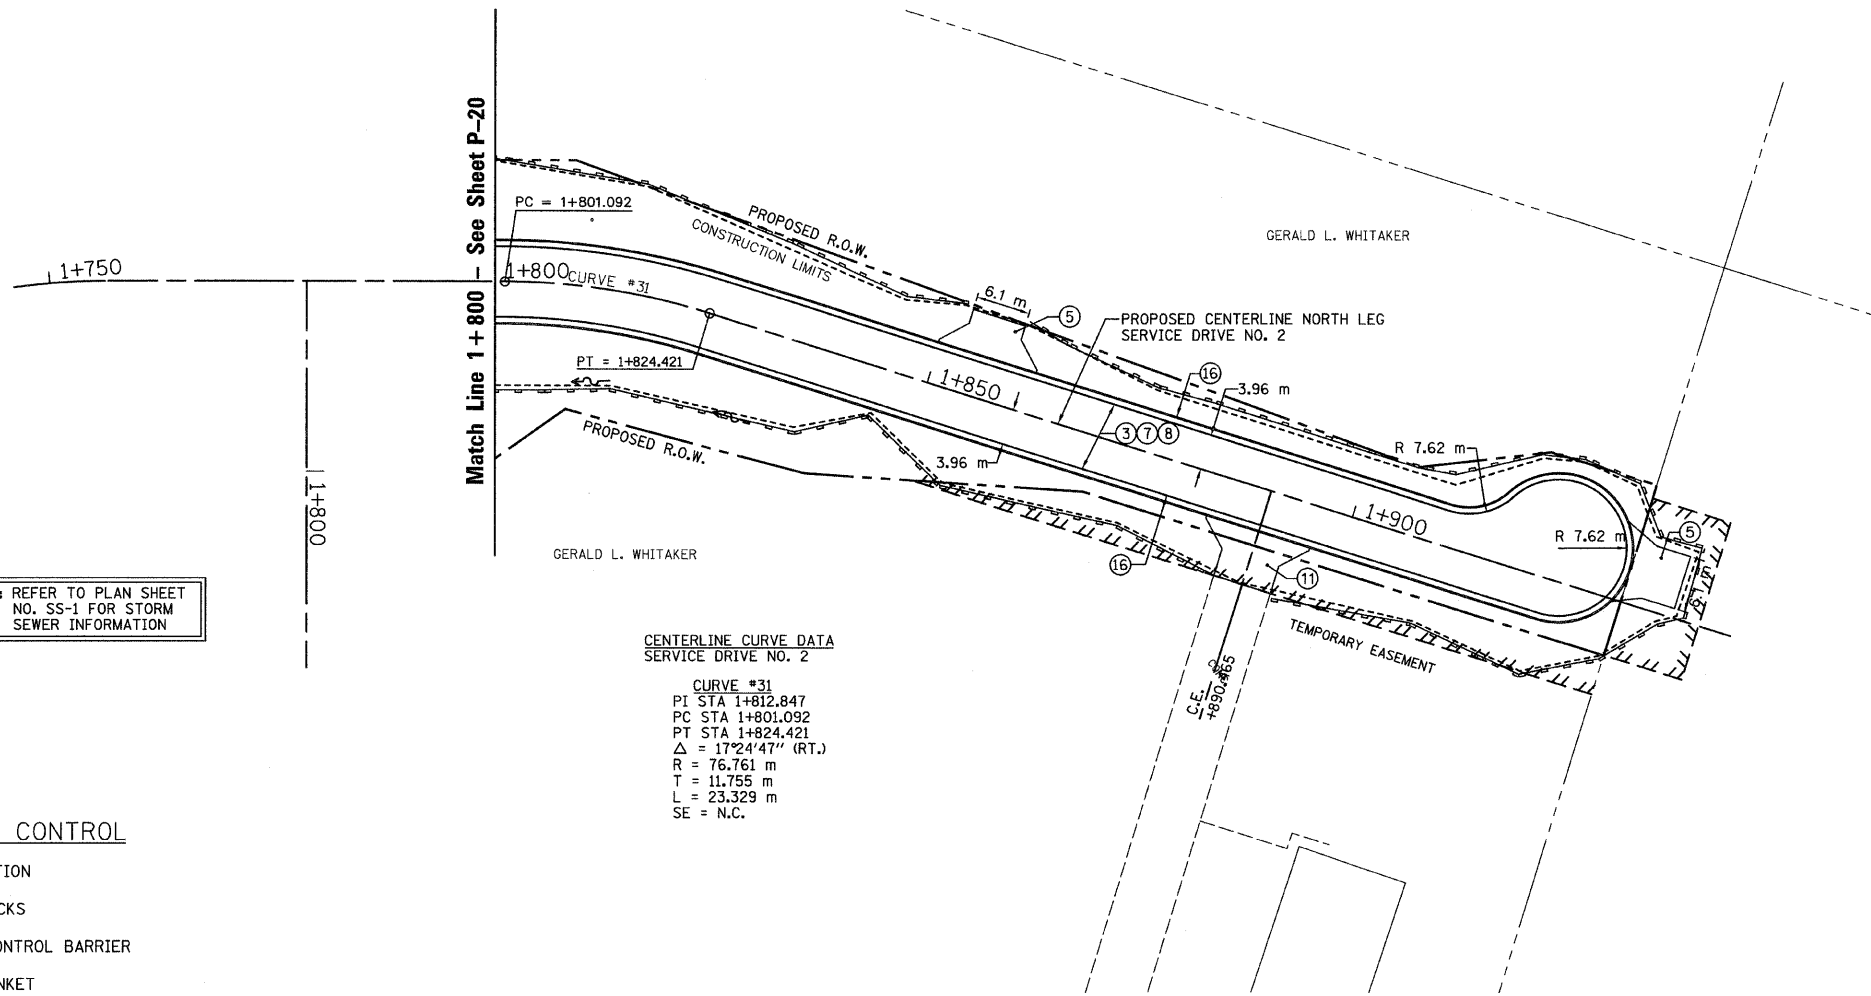 Match Line 1+800 - See Sheet P-20
PC = 1+801.092
1+750
1+800
CURVE #31
PT = 1+824.421
1+800
PROPOSED R.O.W.
CONSTRUCTION LIMITS
GERALD L. WHITAKER
6.1 m
5
PROPOSED CENTERLINE NORTH LEG
SERVICE DRIVE NO. 2
1+850
16
3.96 m
3 7 8
PROPOSED R.O.W.
3.96 m
R 7.62 m
1+900
R 7.62 m
5
6.1 m
16
11
GERALD L. WHITAKER
TEMPORARY EASEMENT
C.E.
: REFER TO PLAN SHEET
NO. SS-1 FOR STORM
SEWER INFORMATION
CENTERLINE CURVE DATA
SERVICE DRIVE NO. 2
CURVE #31
PI STA 1+812.847
PC STA 1+801.092
PT STA 1+824.421
△ = 17°24'47'' (RT.)
R = 76.761 m
T = 11.755 m
L = 23.329 m
SE = N.C.
CONTROL
TION
CKS
ONTROL BARRIER
NKET